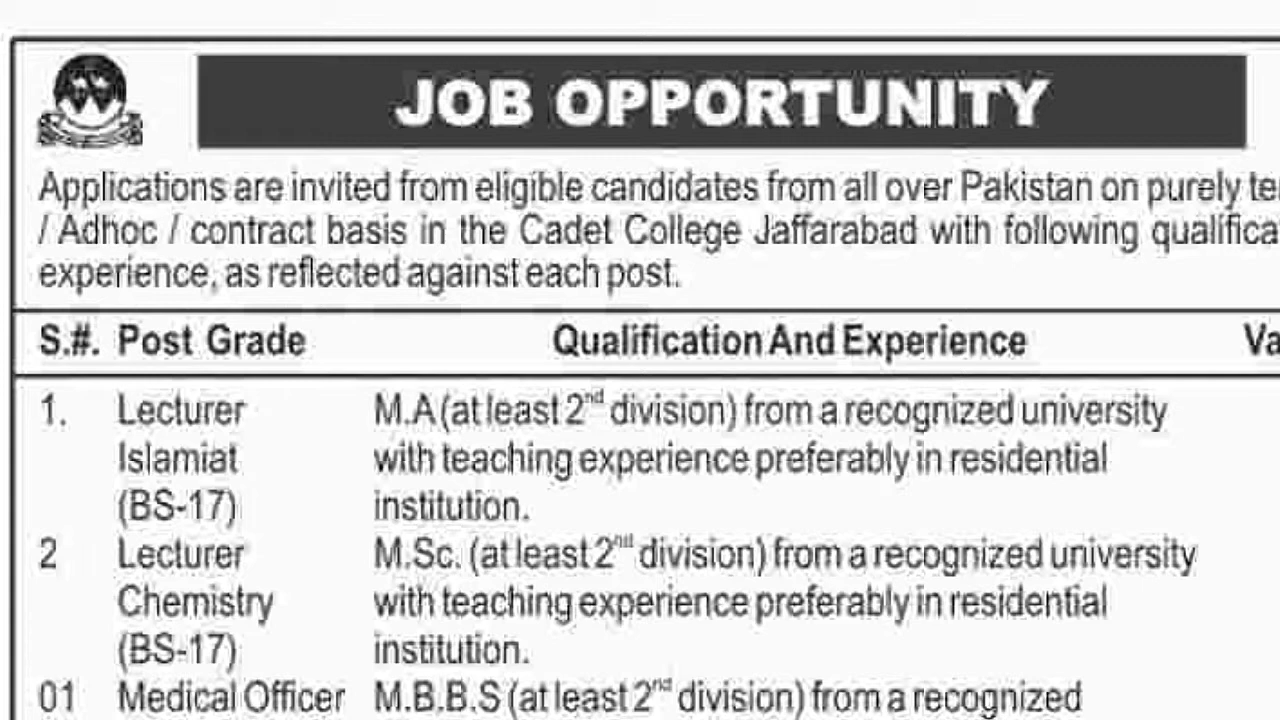 JOB OPPORTUNITY
Applications are invited from eligible candidates from all over Pakistan on purely
/ Adhoc / contract basis in the Cadet College Jaffarabad with following
experience, as reflected against each post.
S.#. Post Grade Qualification And Experience
1. Lecturer M.A (at least 2nd division) from a recognized university
Islamiat with teaching experience preferably in residential
(BS-17) institution.
2 Lecturer M.Sc. (at least 2nd division) from a recognized university
Chemistry with teaching experience preferably in residential
(BS-17) institution.
01 Medical Officer M.B.B.S (at least 2nd division) from a recognized